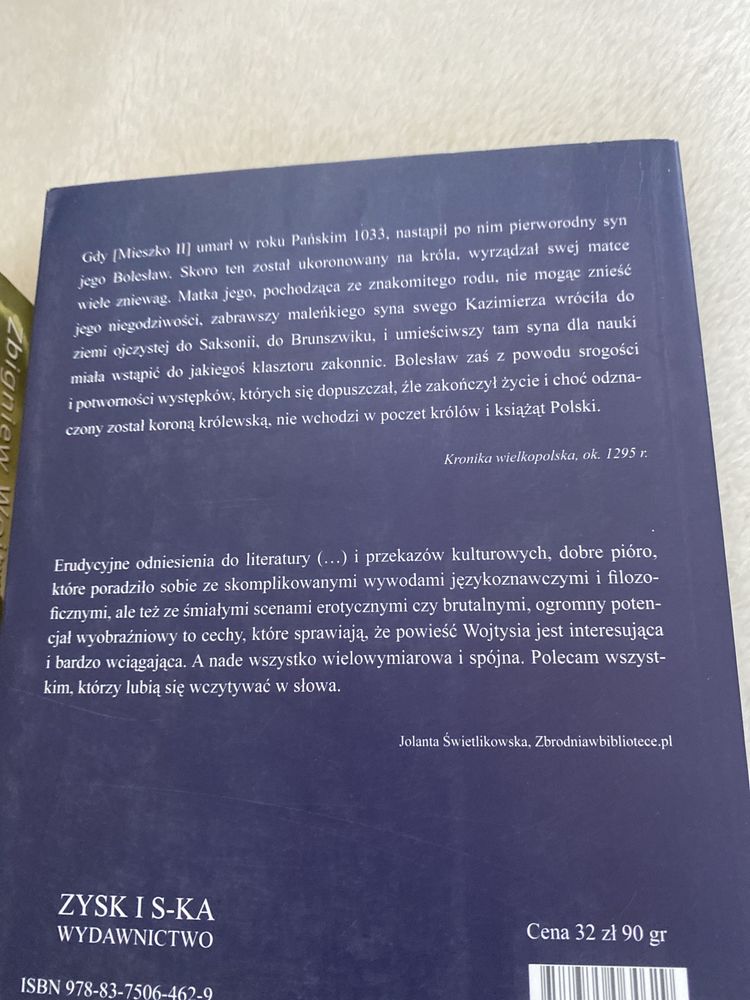 Gdy [Mieszko II] umarł w roku Pańskim 1033, nastąpił po nim pierworodny syn
jego Bolesław. Skoro ten został ukoronowany na króla, wyrządzał swej matce
wiele zniewag. Matka jego, pochodząca ze znakomitego rodu, nie mogąc znieść
jego niegodziwości, zabrawszy maleńkiego syna swego Kazimierza wróciła do
ziemi ojczystej do Saksonii, do Brunszwiku, i umieściwszy tam syna dla nauki
miała wstąpić do jakiegoś klasztoru zakonnic. Bolesław zaś z powodu srogości
i potworności występków, których się dopuszczał, źle zakończył życie i choć odzna-
czony został koroną królewską, nie wchodzi w poczet królów i książąt Polski.
Kronika wielkopolska, ok. 1295 r.
Erudycyjne odniesienia do literatury (...) i przekazów kulturowych, dobre pióro,
które poradziło sobie ze skomplikowanymi wywodami językoznawczymi i filozo-
ficznymi, ale też ze śmiałymi scenami erotycznymi czy brutalnymi, ogromny poten-
cjał wyobraźniowy to cechy, które sprawiają, że powieść Wojtysia jest interesująca
i bardzo wciągająca. A nade wszystko wielowymiarowa i spójna. Polecam wszyst-
kim, którzy lubią się wczytywać w słowa.
Jolanta Świetlikowska, Zbrodniawbibliotece.pl
ZYSK I S-KA
WYDAWNICTWO
Cena 32 zł 90 gr
ISBN 978-83-7506-462-9
Zbigniew